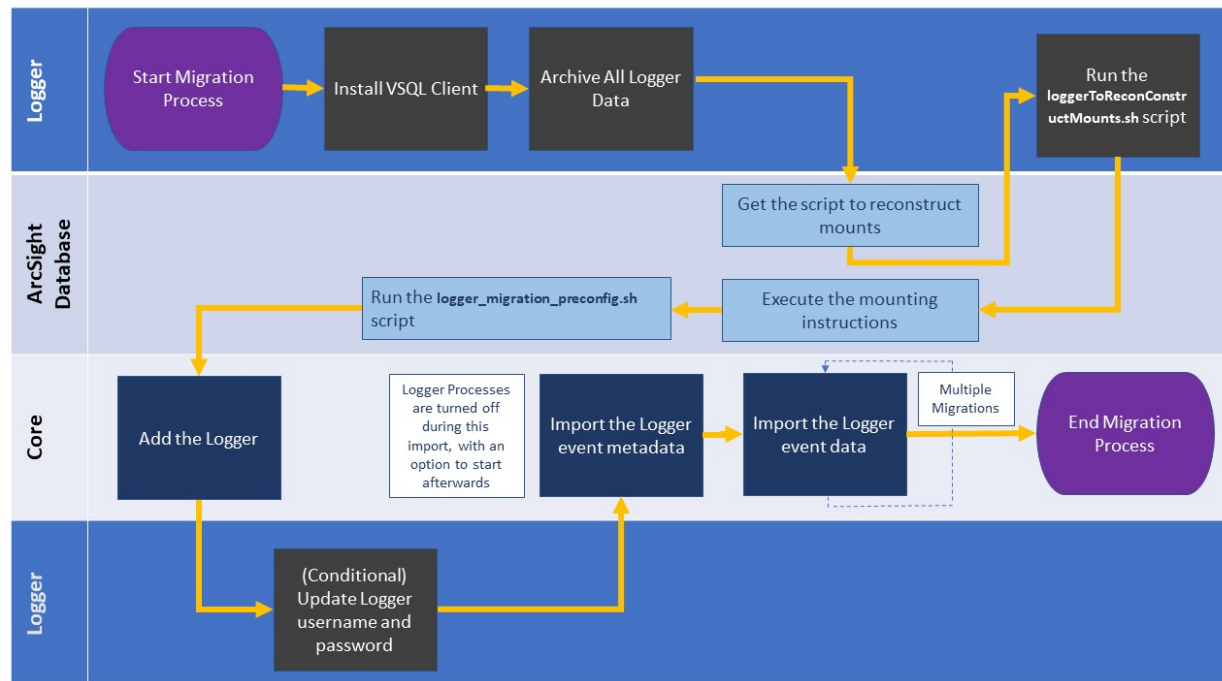 Logger
Start Migration
Process
Install VSQL Client
Archive All Logger
Data
Run the
loggerToReconConstr
uctMounts.sh script
ArcSight
Database
Get the script to reconstruct
mounts
Run the logger_migration_preconfig.sh
script
Execute the mounting
instructions
Core
Add the Logger
Logger Processes
are turned off
during this
import, with an
option to start
afterwards
Import the Logger
event metadata
Import the Logger
event data
Multiple
Migrations
End Migration
Process
Logger
(Conditional)
Update Logger
username and
password